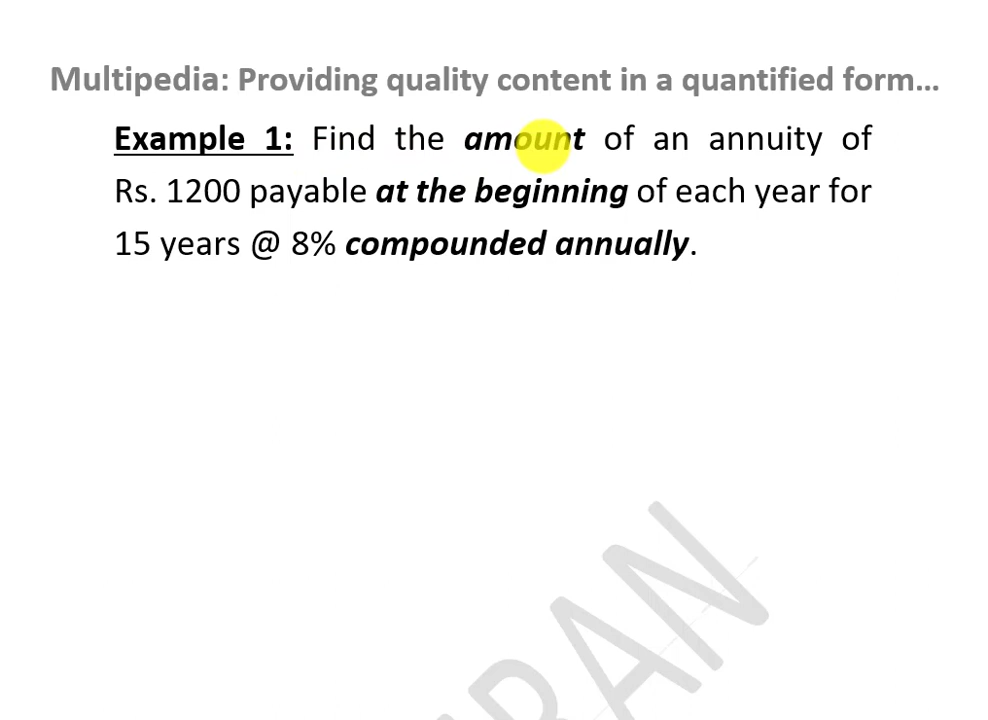 Multipedia: Providing quality content in a quantified form...
Example 1: Find the amount of an annuity of
Rs. 1200 payable at the beginning of each year for
15 years @ 8% compounded annually.
RAN